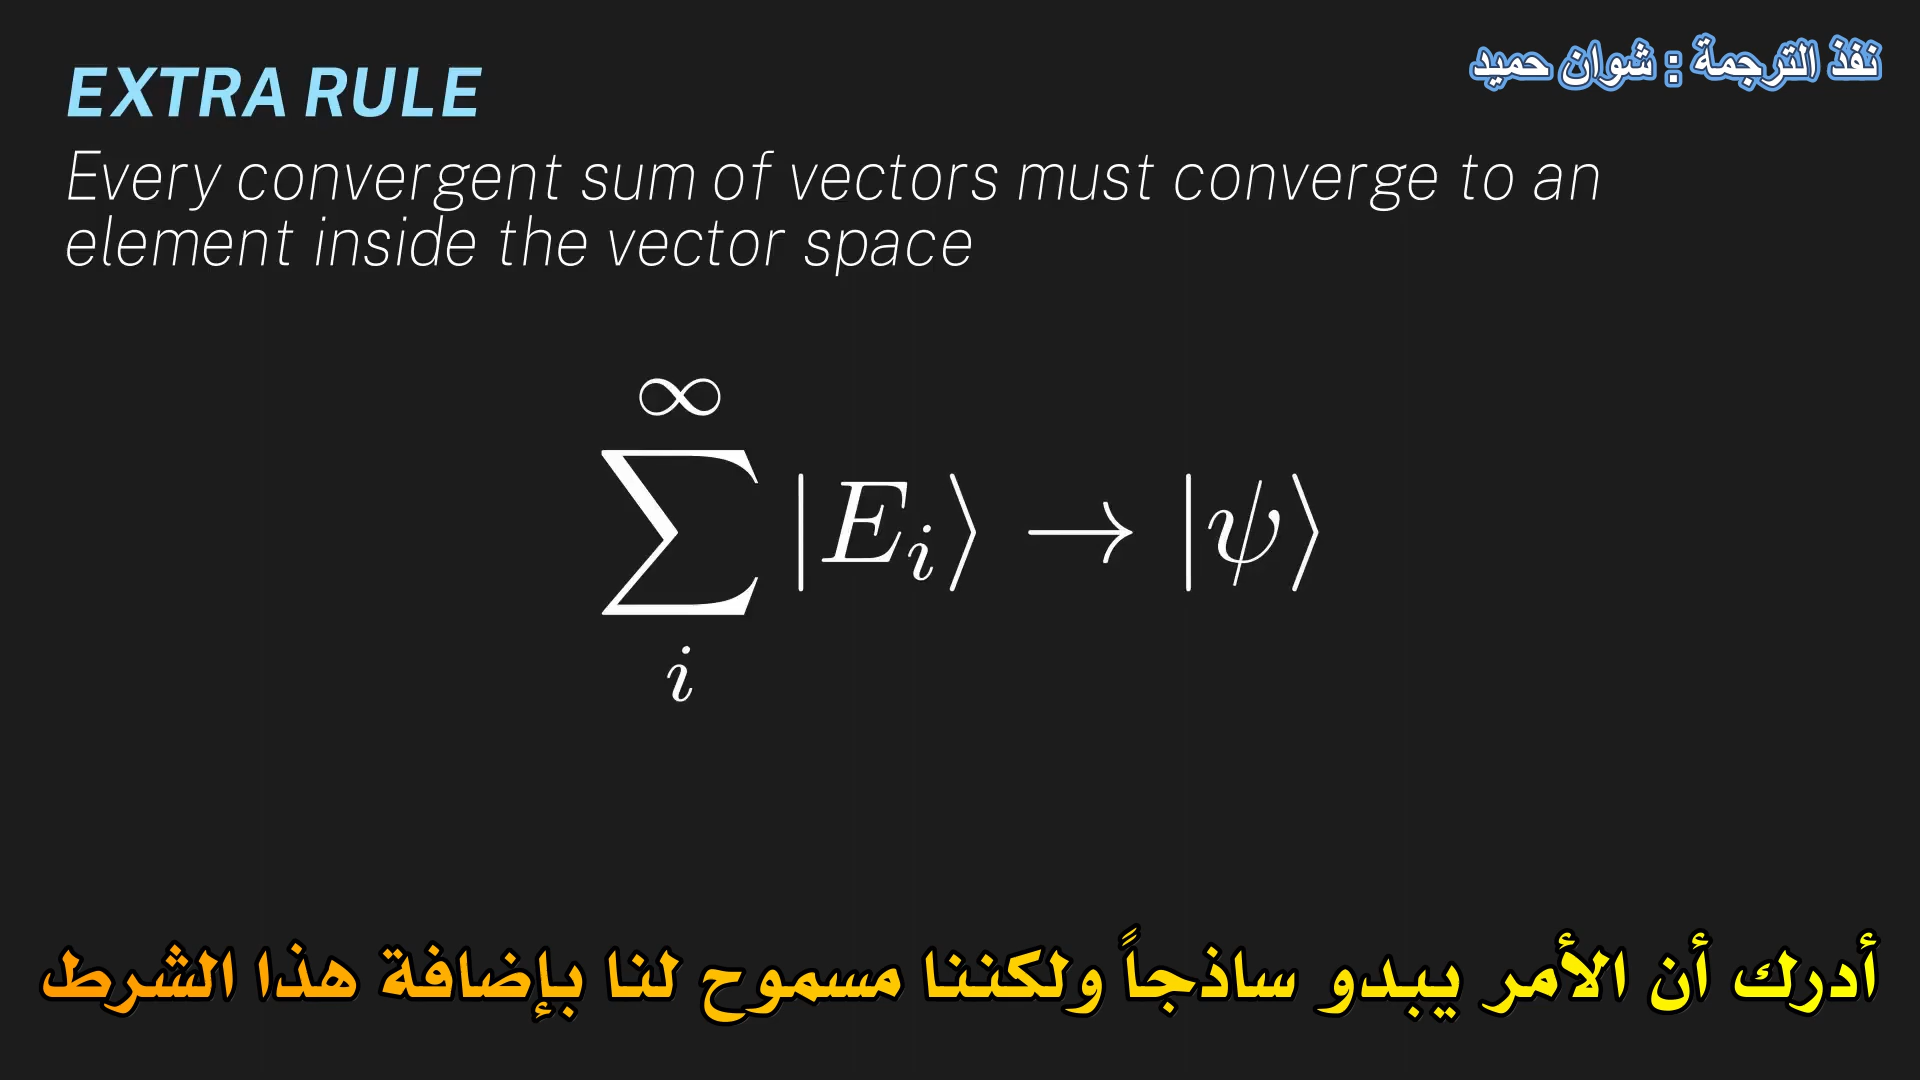 نفذ الترجمة : شوان حميد
EXTRA RULE
Every convergent sum of vectors must converge to an
element inside the vector space
∞
∑ |E_i⟩ → |ψ⟩
i
أدرك أن الأمر يبدو ساذجاً ولكننا مسموح لنا بإضافة هذا الشرط